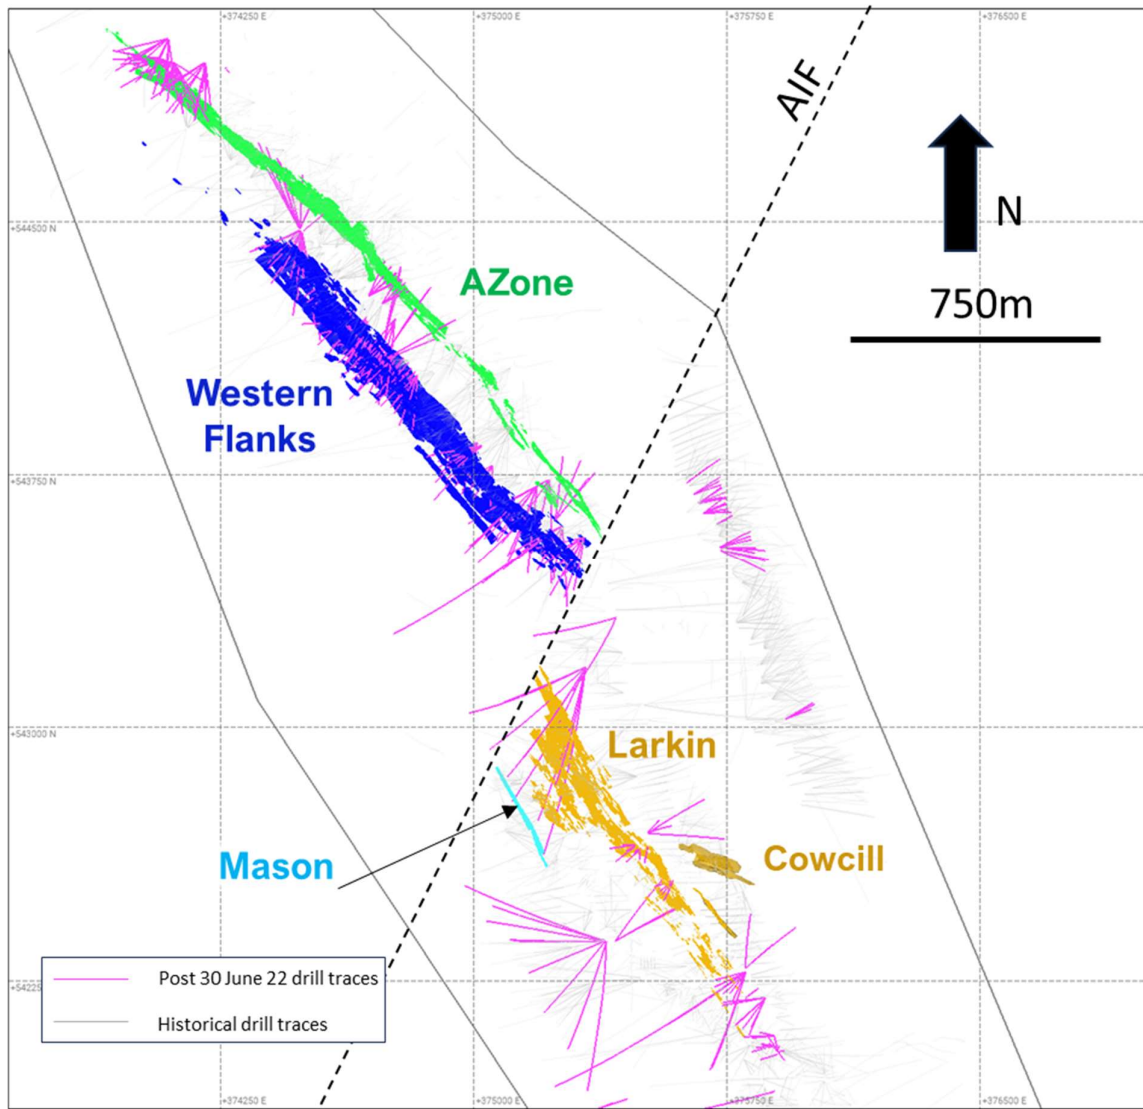 +374250 E
+375000 E
+375750 E
+376500 E
AIF
+544500 N
N
AZone
750m
Western
Flanks
+543750 N
+543000 N
Larkin
Mason
Cowcill
Post 30 June 22 drill traces
+542250
Historical drill traces
+374250 E
+375000 E
+375750 E
+376500 E